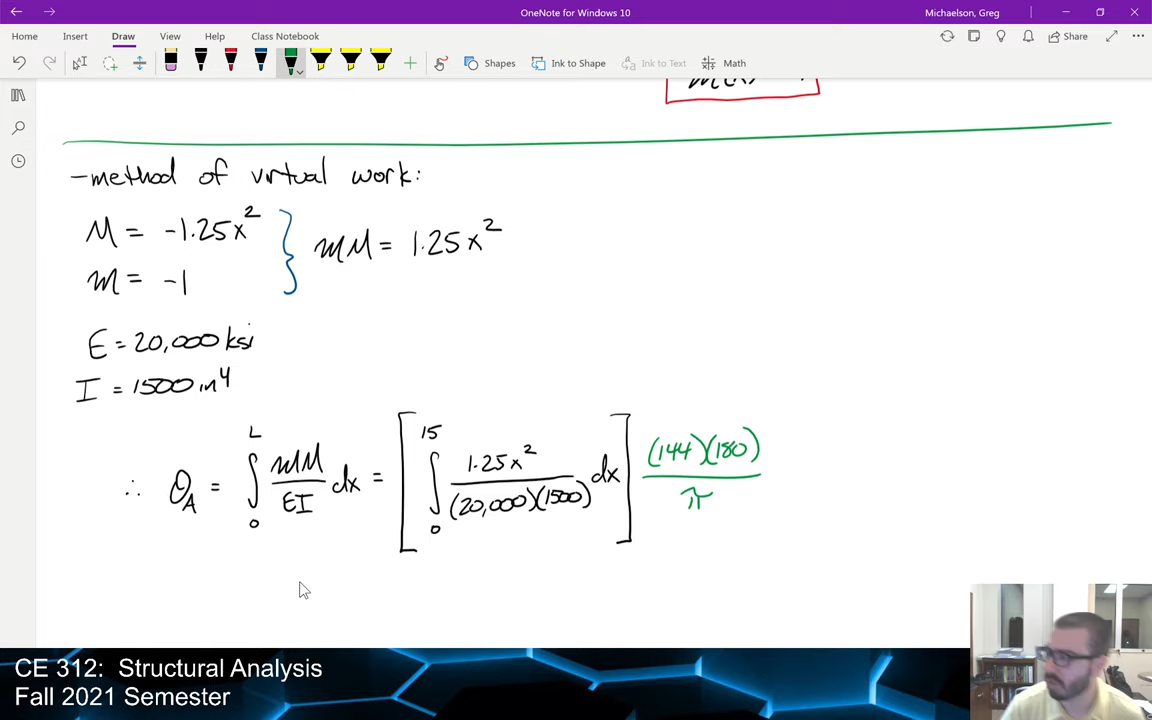 OneNote for Windows 10
Michaelson, Greg
Home Insert Draw View Help Class Notebook
Share
Shapes Ink to Shape Ink to Text Math
-method of virtual work:
M = -1.25x²
m = -1
mM = 1.25x²
E = 20,000 ksi
I = 1500 in⁴
∴ θ_A = ∫₀ᴸ mM/EI dx = [∫₀¹⁵ 1.25x²/(20,000)(1500) dx] (144)(180)/π
CE 312: Structural Analysis
Fall 2021 Semester